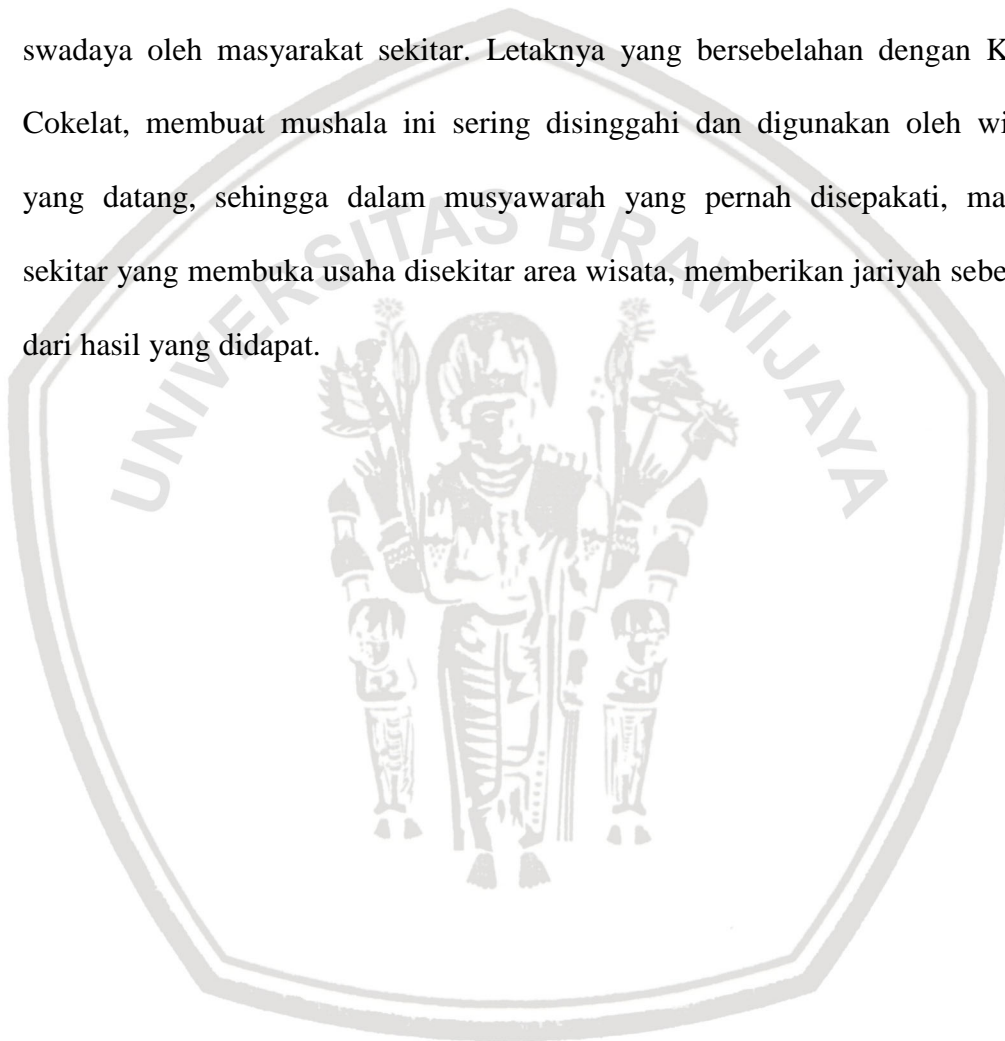 swadaya oleh masyarakat sekitar. Letaknya yang bersebelahan dengan K
Cokelat, membuat mushala ini sering disinggahi dan digunakan oleh wi
yang datang, sehingga dalam musyawarah yang pernah disepakati, ma
sekitar yang membuka usaha disekitar area wisata, memberikan jariyah sebe
dari hasil yang didapat.
UNIVERSITAS BRAWIJAYA